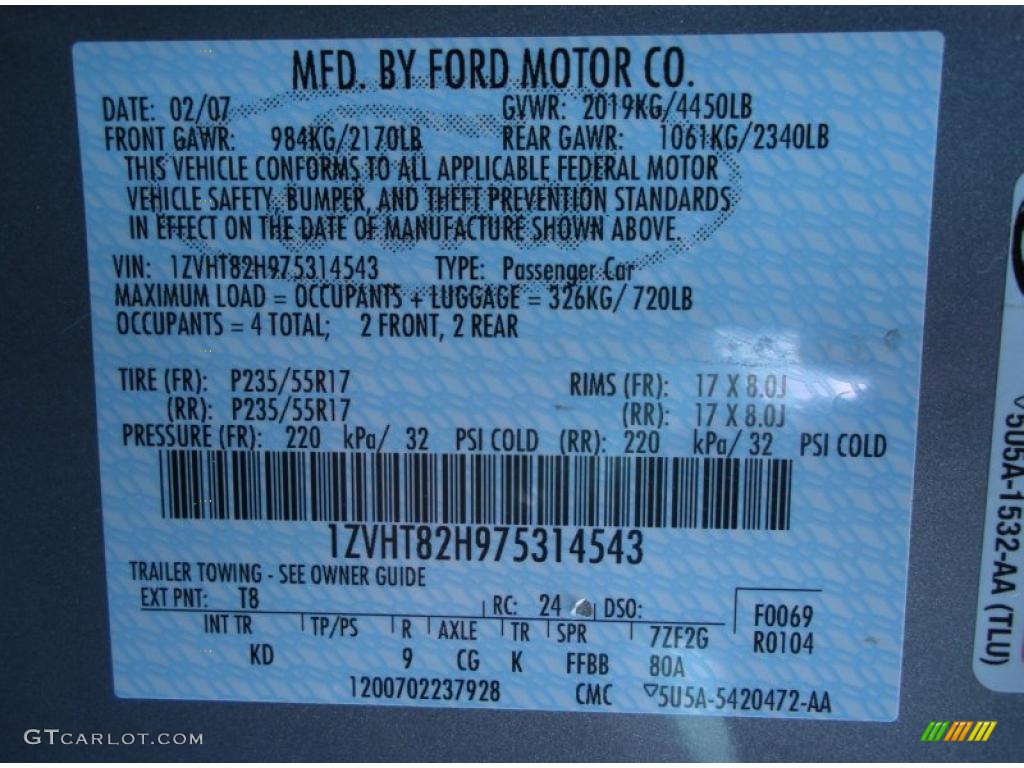 MFD. BY FORD MOTOR CO.
DATE: 02/07 GVWR: 2019KG/4450LB
FRONT GAWR: 984KG/2170LB REAR GAWR: 1061KG/2340LB
THIS VEHICLE CONFORMS TO ALL APPLICABLE FEDERAL MOTOR
VEHICLE SAFETY, BUMPER, AND THEFT PREVENTION STANDARDS
IN EFFECT ON THE DATE OF MANUFACTURE SHOWN ABOVE.
VIN: 1ZVHT82H975314543 TYPE: Passenger Car
MAXIMUM LOAD = OCCUPANTS + LUGGAGE = 326KG/ 720LB
OCCUPANTS = 4 TOTAL; 2 FRONT, 2 REAR
TIRE (FR): P235/55R17 RIMS (FR): 17 X 8.0J
(RR): P235/55R17 (RR): 17 X 8.0J
PRESSURE (FR): 220 kPa/ 32 PSI COLD (RR): 220 kPa/ 32 PSI COLD
1ZVHT82H975314543
TRAILER TOWING - SEE OWNER GUIDE
EXT PNT: T8 RC: 24 DSO: F0069
INT TR TP/PS R AXLE TR SPR 7ZF2G R0104
KD 9 CG K FFBB 80A
1200702237928 CMC ▽5U5A-5420472-AA
▽5U5A-1532-AA (TLU)
GTCARLOT.COM